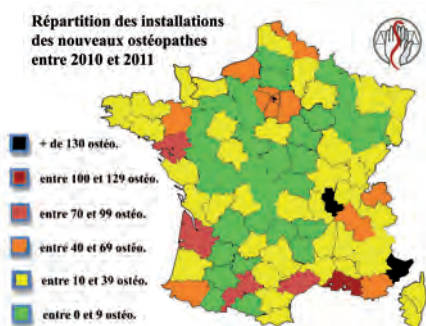 Répartition des installations
des nouveaux ostéopathes
entre 2010 et 2011
+ de 130 ostéo.
entre 100 et 129 ostéo.
entre 70 et 99 ostéo.
entre 40 et 69 ostéo.
entre 10 et 39 ostéo.
entre 0 et 9 ostéo.